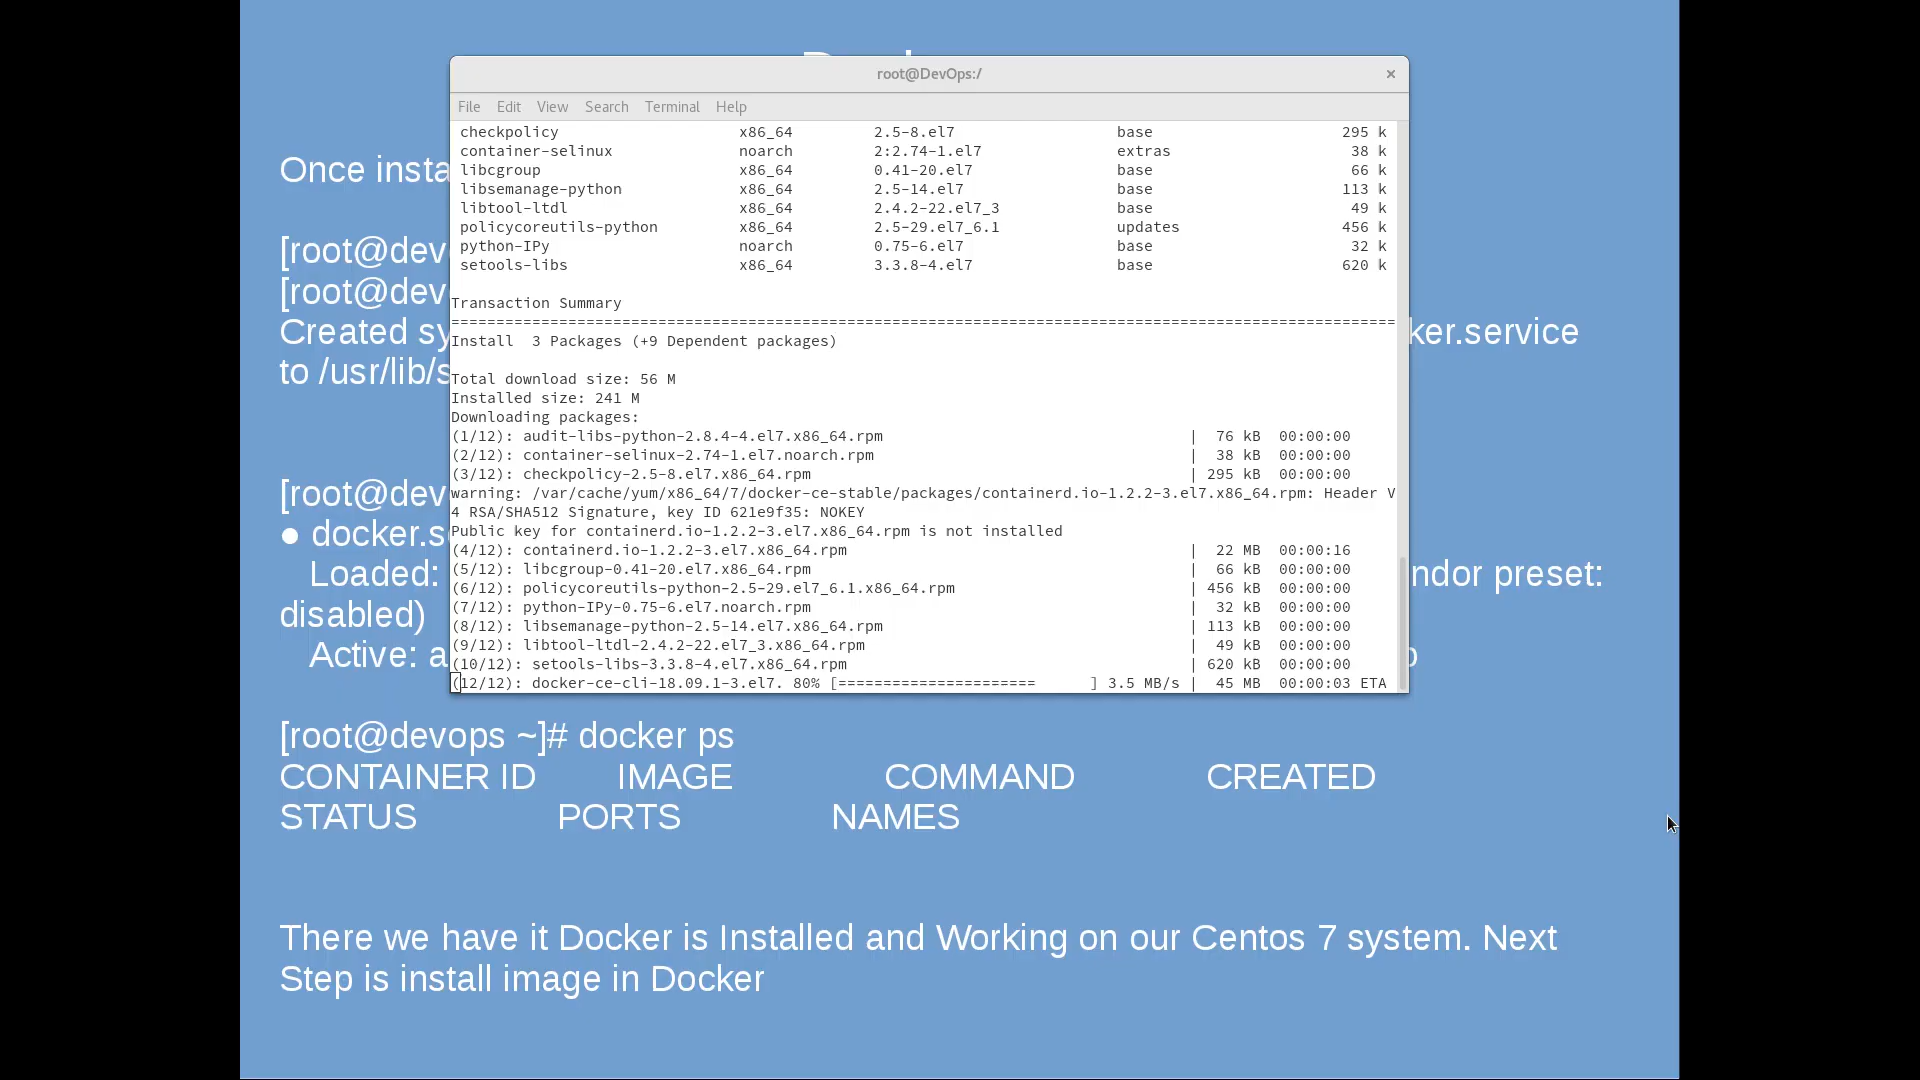 root@DevOps:/ ×
File Edit View Search Terminal Help
checkpolicy x86_64 2.5-8.el7 base 295 k
container-selinux noarch 2:2.74-1.el7 extras 38 k
libcgroup x86_64 0.41-20.el7 base 66 k
libsemanage-python x86_64 2.5-14.el7 base 113 k
libtool-ltdl x86_64 2.4.2-22.el7_3 base 49 k
policycoreutils-python x86_64 2.5-29.el7_6.1 updates 456 k
python-IPy noarch 0.75-6.el7 base 32 k
setools-libs x86_64 3.3.8-4.el7 base 620 k
Transaction Summary
=========================================================================================================
Install  3 Packages (+9 Dependent packages)
Total download size: 56 M
Installed size: 241 M
Downloading packages:
(1/12): audit-libs-python-2.8.4-4.el7.x86_64.rpm | 76 kB 00:00:00
(2/12): container-selinux-2.74-1.el7.noarch.rpm | 38 kB 00:00:00
(3/12): checkpolicy-2.5-8.el7.x86_64.rpm | 295 kB 00:00:00
warning: /var/cache/yum/x86_64/7/docker-ce-stable/packages/containerd.io-1.2.2-3.el7.x86_64.rpm: Header V
4 RSA/SHA512 Signature, key ID 621e9f35: NOKEY
Public key for containerd.io-1.2.2-3.el7.x86_64.rpm is not installed
(4/12): containerd.io-1.2.2-3.el7.x86_64.rpm | 22 MB 00:00:16
(5/12): libcgroup-0.41-20.el7.x86_64.rpm | 66 kB 00:00:00
(6/12): policycoreutils-python-2.5-29.el7_6.1.x86_64.rpm | 456 kB 00:00:00
(7/12): python-IPy-0.75-6.el7.noarch.rpm | 32 kB 00:00:00
(8/12): libsemanage-python-2.5-14.el7.x86_64.rpm | 113 kB 00:00:00
(9/12): libtool-ltdl-2.4.2-22.el7_3.x86_64.rpm | 49 kB 00:00:00
(10/12): setools-libs-3.3.8-4.el7.x86_64.rpm | 620 kB 00:00:00
(12/12): docker-ce-cli-18.09.1-3.el7. 80% [====================== ] 3.5 MB/s | 45 MB 00:00:03 ETA
Once insta
[root@dev
[root@dev
Created sy ker.service
to /usr/lib/s
[root@dev
● docker.s
Loaded: ndor preset:
disabled)
Active: a
[root@devops ~]# docker ps
CONTAINER ID IMAGE COMMAND CREATED
STATUS PORTS NAMES
There we have it Docker is Installed and Working on our Centos 7 system. Next
Step is install image in Docker